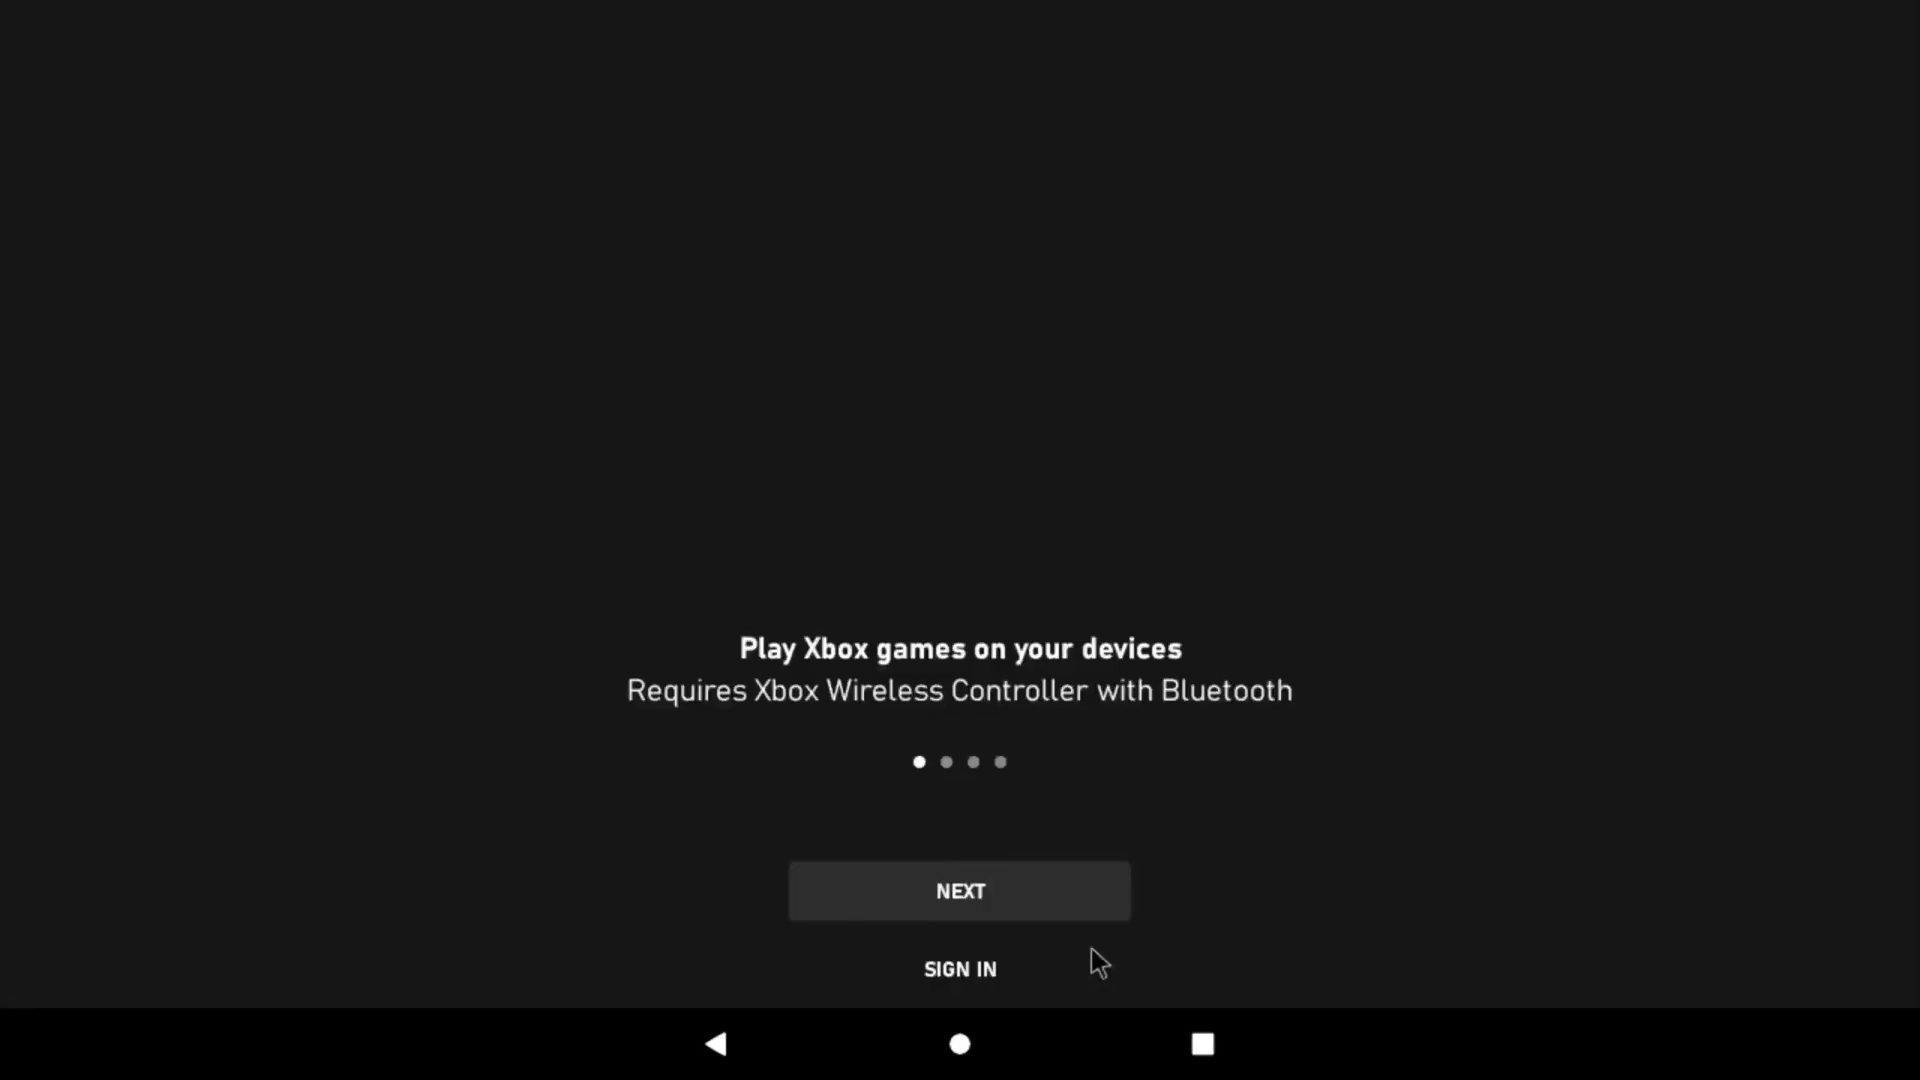 Play Xbox games on your devices
Requires Xbox Wireless Controller with Bluetooth
NEXT
SIGN IN